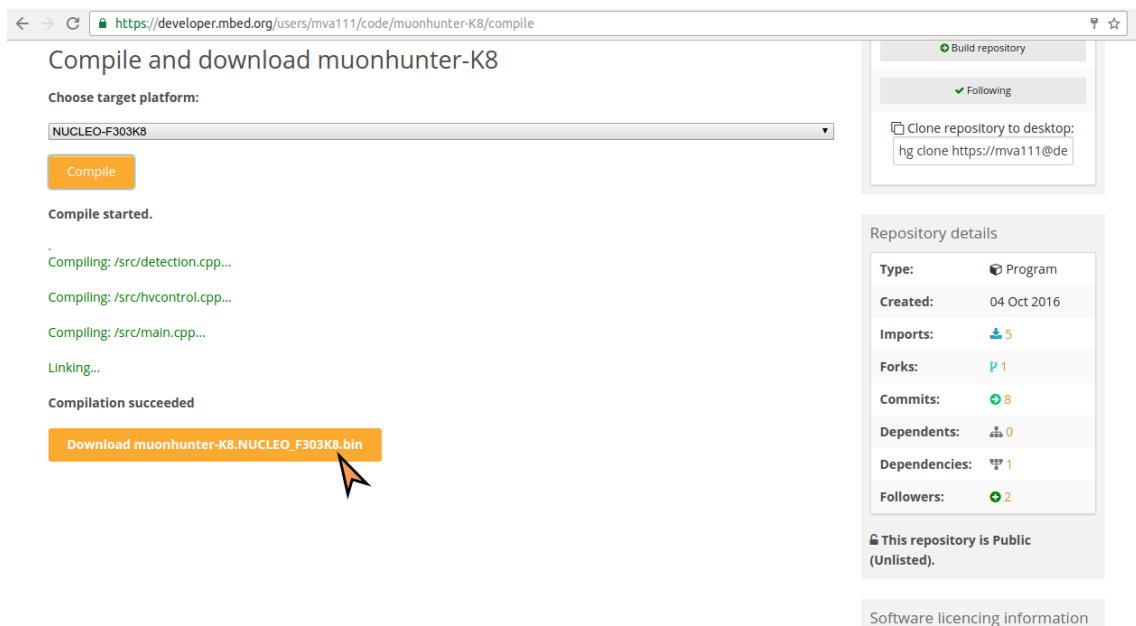 https://developer.mbed.org/users/mva111/code/muonhunter-K8/compile
Compile and download muonhunter-K8
Choose target platform:
NUCLEO-F303K8
Compile
Compile started.
.
Compiling: /src/detection.cpp...
Compiling: /src/hvcontrol.cpp...
Compiling: /src/main.cpp...
Linking...
Compilation succeeded
Download muonhunter-K8.NUCLEO_F303K8.bin
Build repository
Following
Clone repository to desktop:
hg clone https://mva111@de
Repository details
Type: Program
Created: 04 Oct 2016
Imports: 5
Forks: 1
Commits: 8
Dependents: 0
Dependencies: 1
Followers: 2
This repository is Public
(Unlisted).
Software licencing information